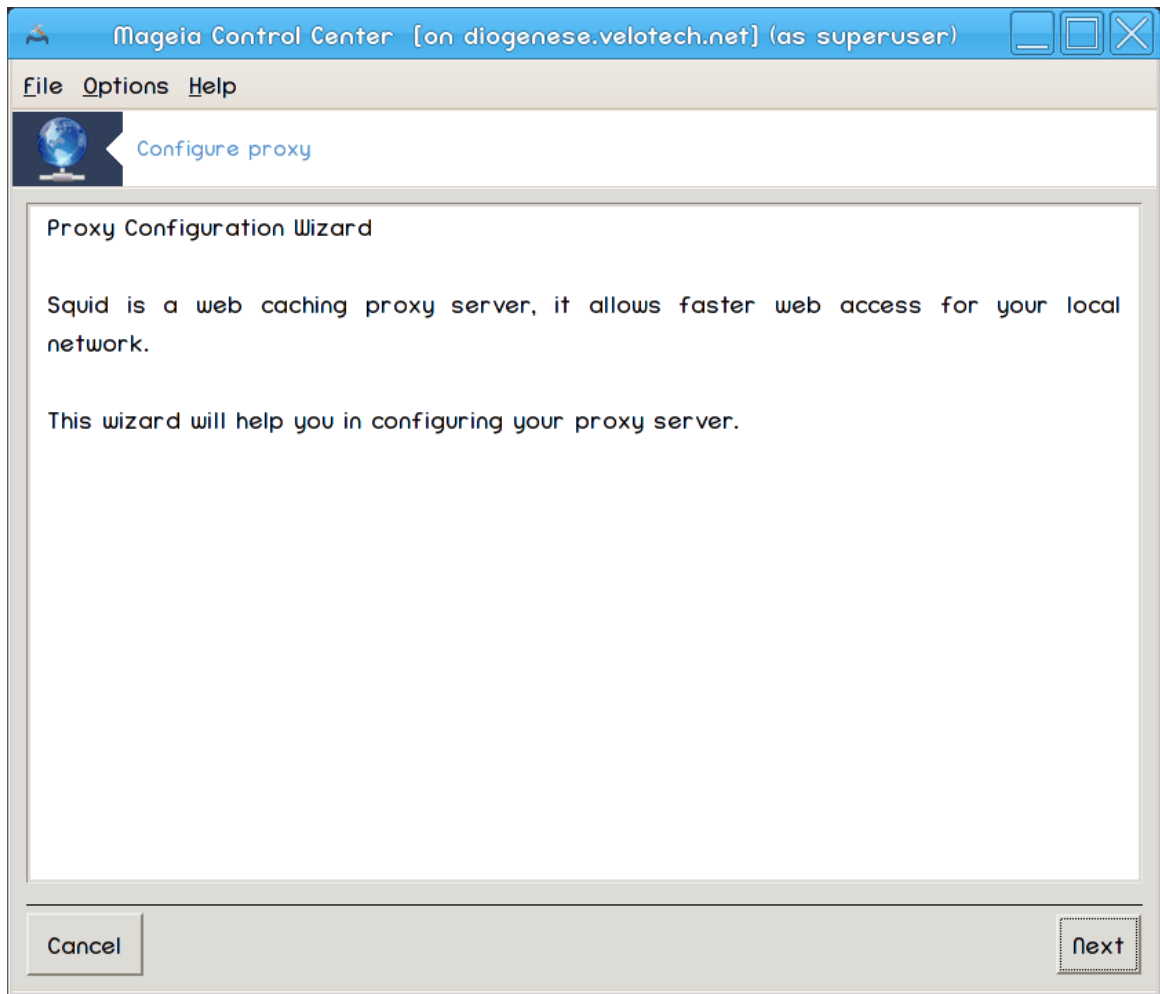 Mageia Control Center [on diogenese.velotech.net] (as superuser)
File Options Help
Configure proxy
Proxy Configuration Wizard
Squid is a web caching proxy server, it allows faster web access for your local
network.
This wizard will help you in configuring your proxy server.
Cancel Next